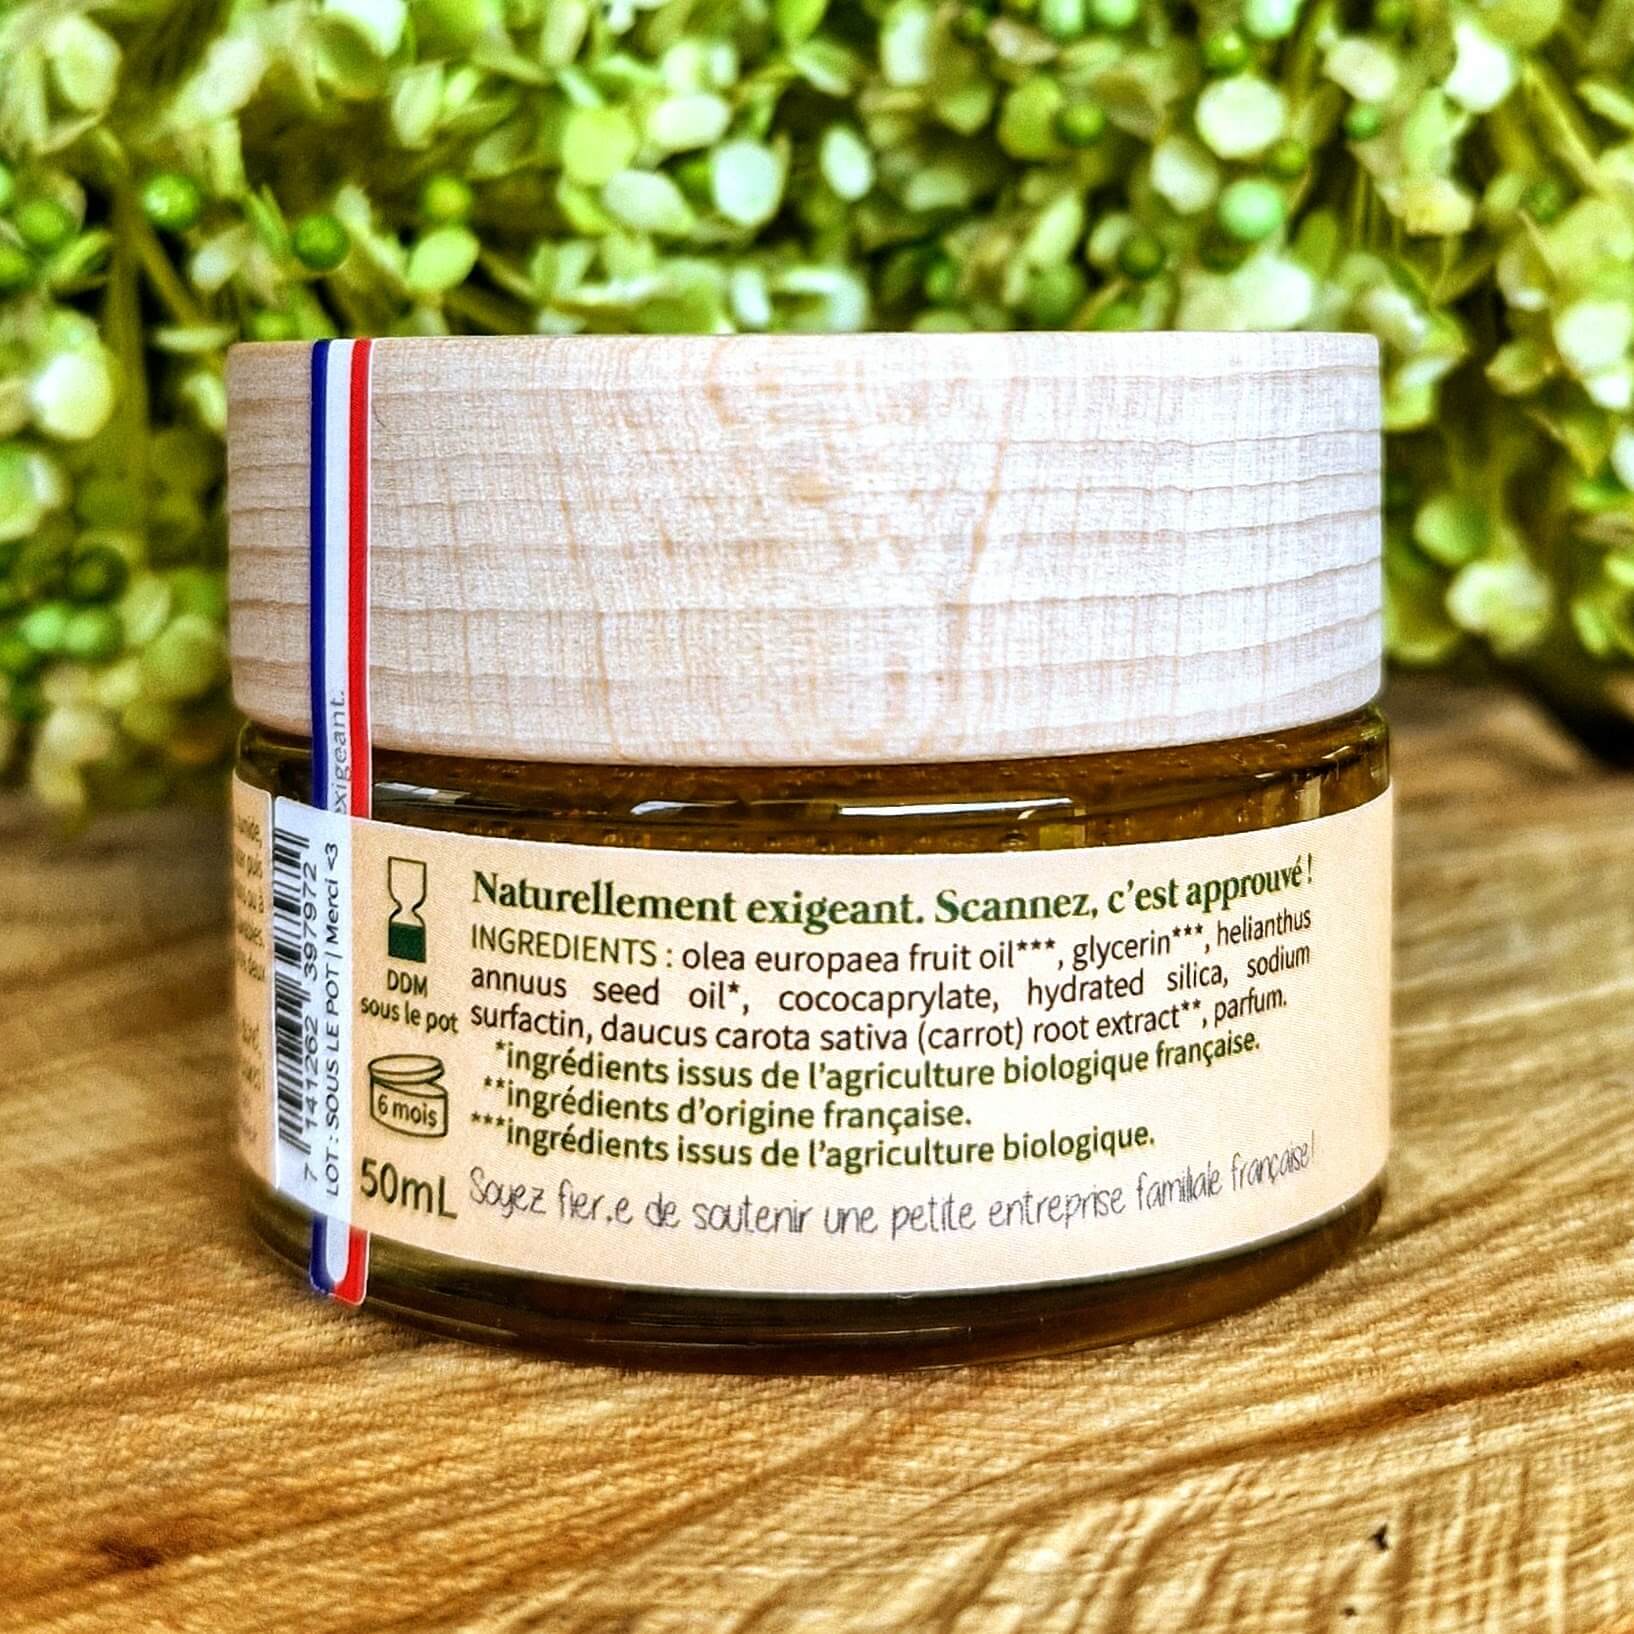 exigeant.
7 141262 397972
LOT : SOUS LE POT | Merci <3
DDM
sous le pot
6 mois
50mL
Naturellement exigeant. Scannez, c'est approuvé !
INGREDIENTS : olea europaea fruit oil***, glycerin***, helianthus
annuus seed oil*, cococaprylate, hydrated silica, sodium
surfactin, daucus carota sativa (carrot) root extract**, parfum.
*ingrédients issus de l'agriculture biologique française.
**ingrédients d'origine française.
***ingrédients issus de l'agriculture biologique.
Soyez fier.e de soutenir une petite entreprise familiale française!